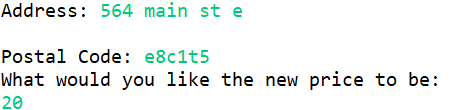 Address: 564 main st e
Postal Code: e8c1t5
What would you like the new price to be:
20